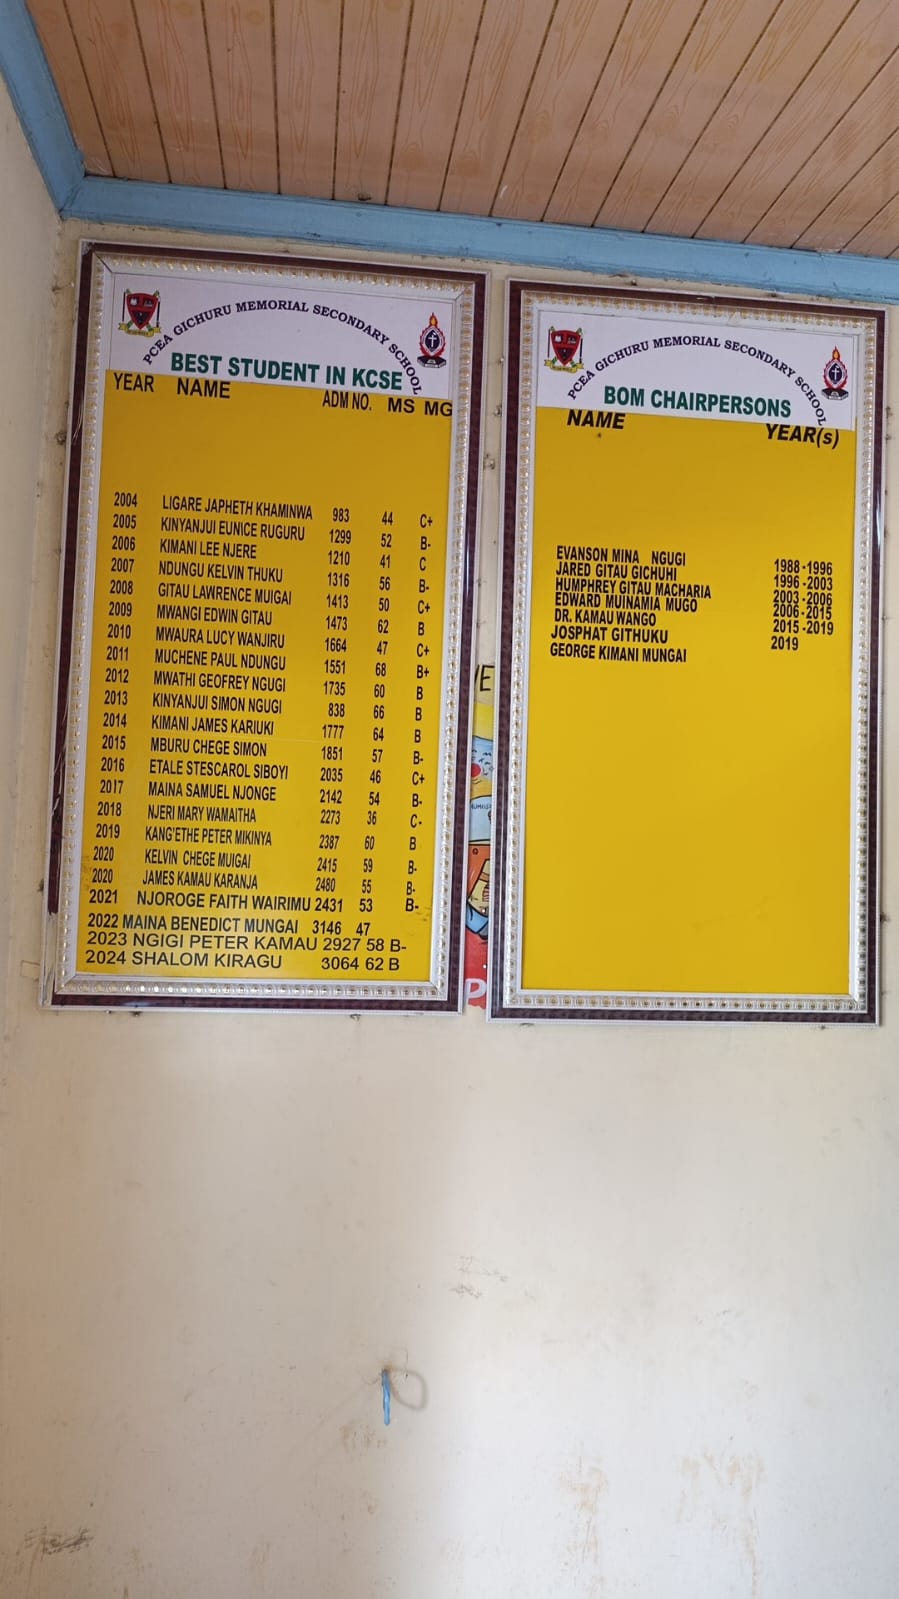 PCEA GICHURU MEMORIAL SECONDARY SCHOOL
BEST STUDENT IN KCSE
YEAR NAME ADM NO. MS MG
2004 LIGARE JAPHETH KHAMINWA 983 44 C+
2005 KINYANJUI EUNICE RUGURU 1299 52 B-
2006 KIMANI LEE NJERE 1210 41 C
2007 NDUNGU KELVIN THUKU 1316 56 B-
2008 GITAU LAWRENCE MUIGAI 1413 50 C+
2009 MWANGI EDWIN GITAU 1473 62 B
2010 MWAURA LUCY WANJIRU 1664 47 C+
2011 MUCHENE PAUL NDUNGU 1551 68 B+
2012 MWATHI GEOFREY NGUGI 1735 60 B
2013 KINYANJUI SIMON NGUGI 838 66 B
2014 KIMANI JAMES KARIUKI 1777 64 B
2015 MBURU CHEGE SIMON 1851 57 B-
2016 ETALE STESCAROL SIBOYI 2035 46 C+
2017 MAINA SAMUEL NJONGE 2142 54 B-
2018 NJERI MARY WAMAITHA 2273 36 C-
2019 KANG'ETHE PETER MIKINYA 2387 60 B
2020 KELVIN CHEGE MUIGAI 2415 59 B-
2020 JAMES KAMAU KARANJA 2480 55 B-
2021 NJOROGE FAITH WAIRIMU 2431 53 B-
2022 MAINA BENEDICT MUNGAI 3146 47
2023 NGIGI PETER KAMAU 2927 58 B-
2024 SHALOM KIRAGU 3064 62 B
PCEA GICHURU MEMORIAL SECONDARY SCHOOL
BOM CHAIRPERSONS
NAME YEAR(s)
EVANSON MINA NGUGI 1988-1996
JARED GITAU GICHUHI 1996-2003
HUMPHREY GITAU MACHARIA 2003-2006
EDWARD MUINAMIA MUGO 2006-2015
DR. KAMAU WANGO 2015-2019
JOSPHAT GITHUKU 2019
GEORGE KIMANI MUNGAI